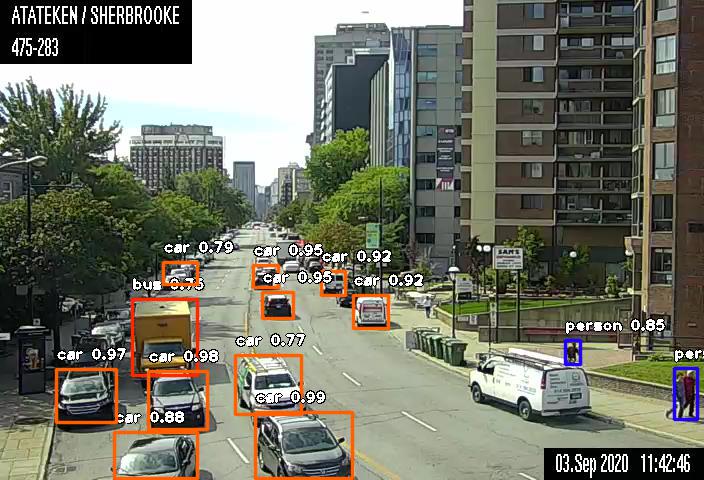 ATATEKEN / SHERBROOKE
475-283
car 0.79
car 0.95
car 0.92
car 0.95
car 0.92
bus 0.75
person 0.85
car 0.97
car 0.98
car 0.77
pers
car 0.88
car 0.99
SAM'S
03.Sep 2020 11:42:46